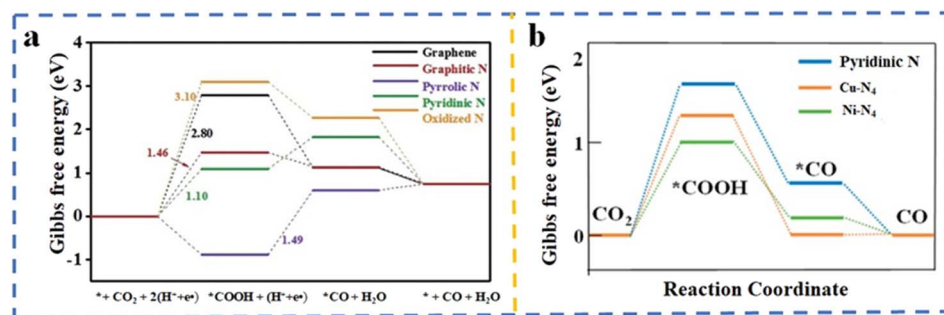 a
Gibbs free energy (eV)
4
3
2
1
0
-1
Graphene
Graphitic N
Pyrrolic N
Pyridinic N
Oxidized N
3.10
2.80
1.46
1.10
1.49
*+ CO₂ + 2(H⁺+e•)
*COOH + (H⁺+e•)
*CO + H₂O
* + CO + H₂O
b
Gibbs free energy (eV)
2
1
0
Pyridinic N
Cu-N₄
Ni-N₄
CO₂
*COOH
*CO
CO
Reaction Coordinate